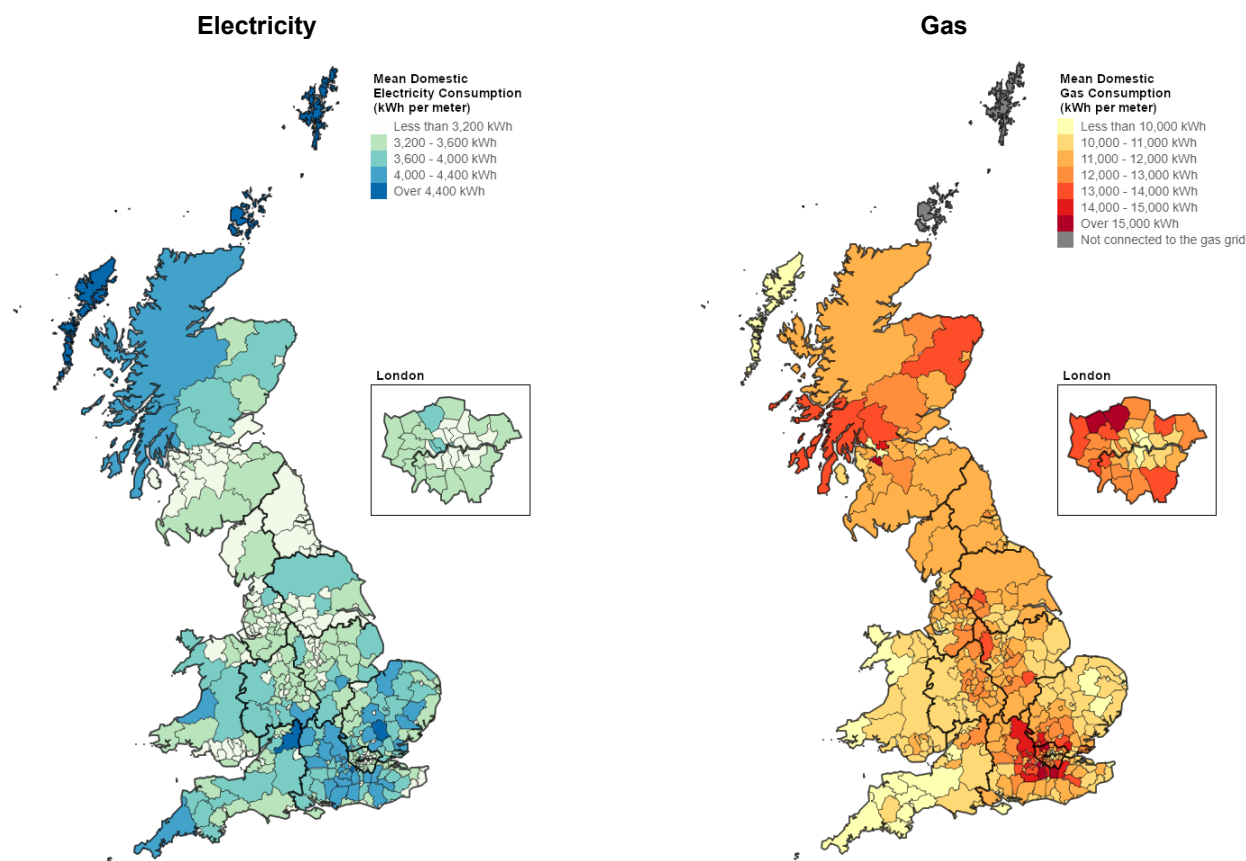 Electricity
Mean Domestic
Electricity Consumption
(kWh per meter)
Less than 3,200 kWh
3,200 - 3,600 kWh
3,600 - 4,000 kWh
4,000 - 4,400 kWh
Over 4,400 kWh
London
Gas
Mean Domestic
Gas Consumption
(kWh per meter)
Less than 10,000 kWh
10,000 - 11,000 kWh
11,000 - 12,000 kWh
12,000 - 13,000 kWh
13,000 - 14,000 kWh
14,000 - 15,000 kWh
Over 15,000 kWh
Not connected to the gas grid
London